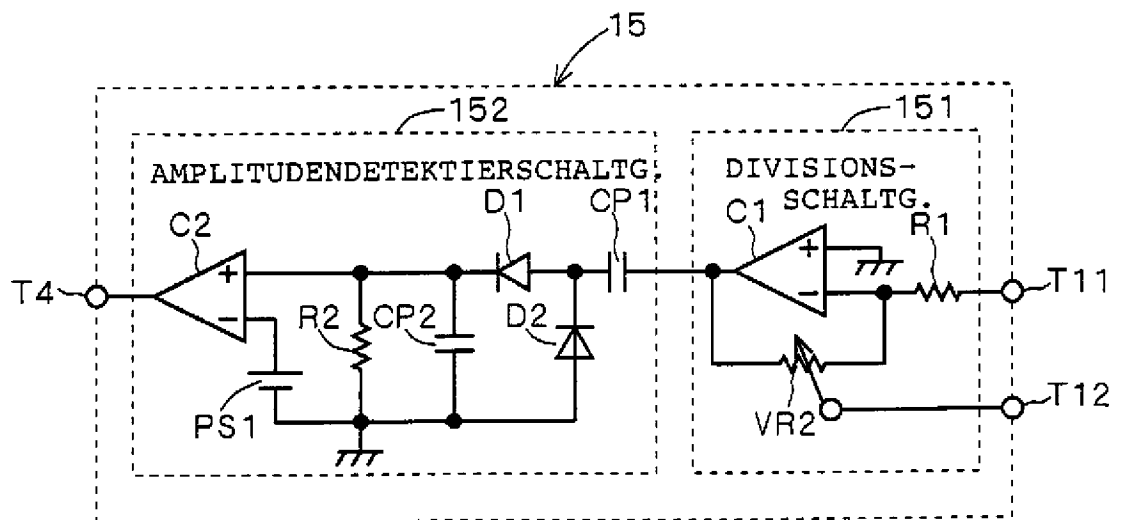 15
152
151
AMPLITUDENDETEKTIERSCHALTG.
DIVISIONS-
SCHALTG.
D1
CP1
C1
R1
C2
+
+
−
−
T4
T11
R2
CP2
D2
PS1
VR2
T12